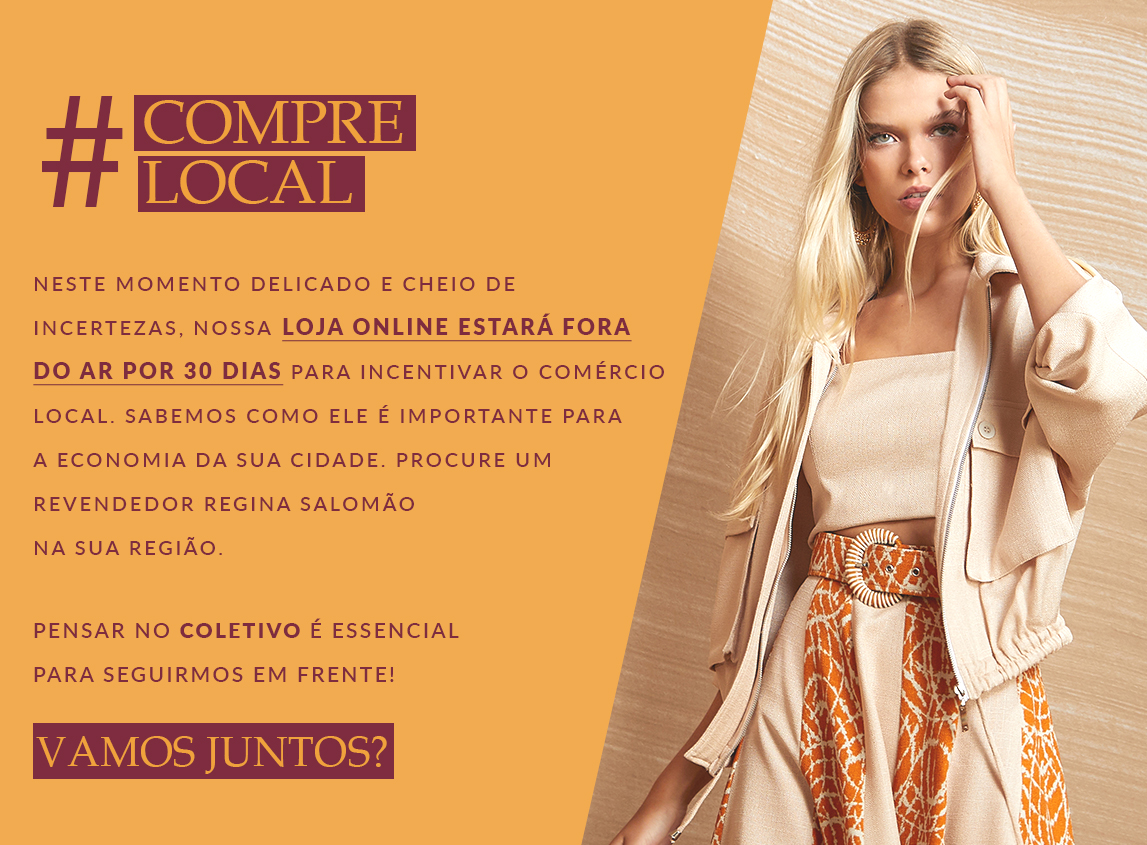 # COMPRE
LOCAL
NESTE MOMENTO DELICADO E CHEIO DE
INCERTEZAS, NOSSA LOJA ONLINE ESTARÁ FORA
DO AR POR 30 DIAS PARA INCENTIVAR O COMÉRCIO
LOCAL. SABEMOS COMO ELE É IMPORTANTE PARA
A ECONOMIA DA SUA CIDADE. PROCURE UM
REVENDEDOR REGINA SALOMÃO
NA SUA REGIÃO.
PENSAR NO COLETIVO É ESSENCIAL
PARA SEGUIRMOS EM FRENTE!
VAMOS JUNTOS?